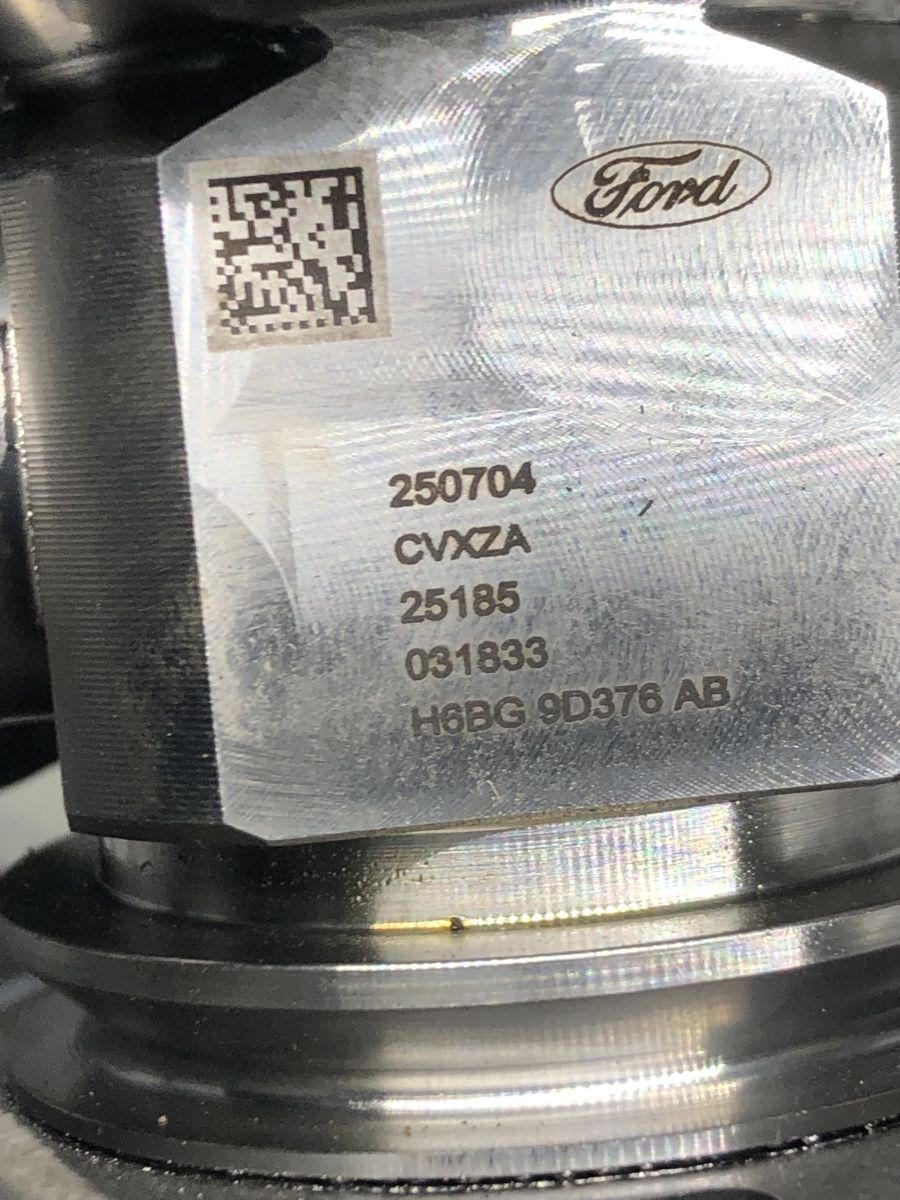 Ford
250704
CVXZA
25185
031833
H6BG 9D376 AB